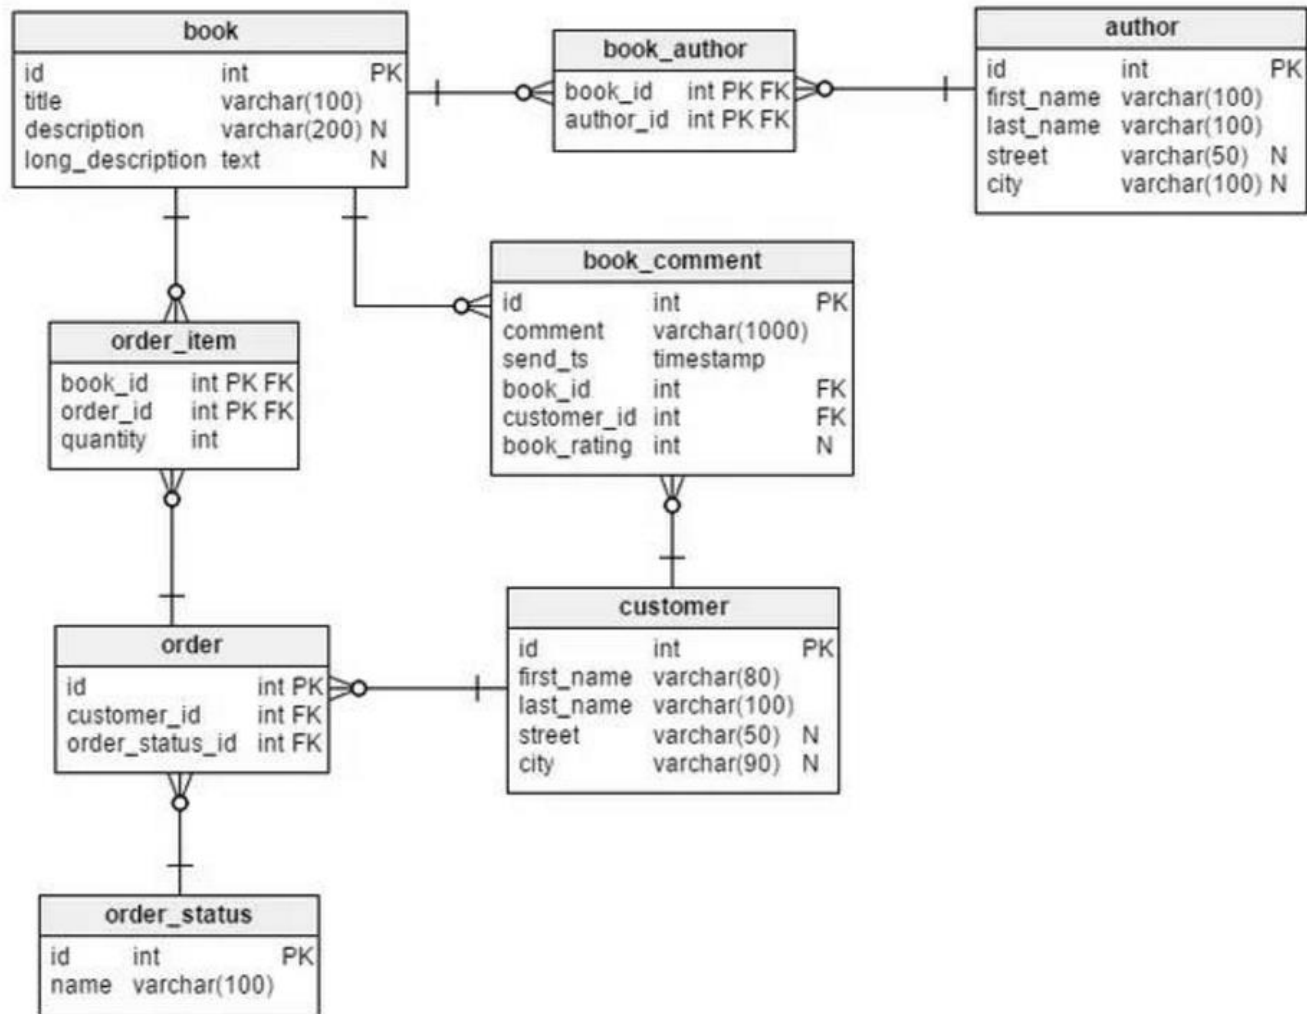 book
id int PK
title varchar(100)
description varchar(200) N
long_description text N
book_author
book_id int PK FK
author_id int PK FK
author
id int PK
first_name varchar(100)
last_name varchar(100)
street varchar(50) N
city varchar(100) N
order_item
book_id int PK FK
order_id int PK FK
quantity int
book_comment
id int PK
comment varchar(1000)
send_ts timestamp
book_id int FK
customer_id int FK
book_rating int N
order
id int PK
customer_id int FK
order_status_id int FK
customer
id int PK
first_name varchar(80)
last_name varchar(100)
street varchar(50) N
city varchar(90) N
order_status
id int PK
name varchar(100)